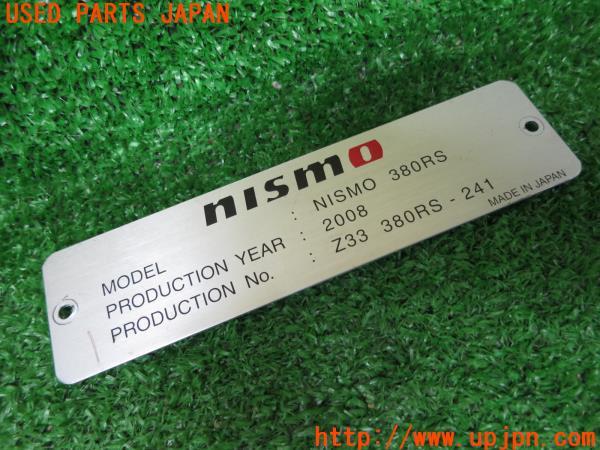 USED PARTS JAPAN
nismo
MODEL : NISMO 380RS
PRODUCTION YEAR : 2008
PRODUCTION No. : Z33 380RS - 241
MADE IN JAPAN
http://www.upjpn.com